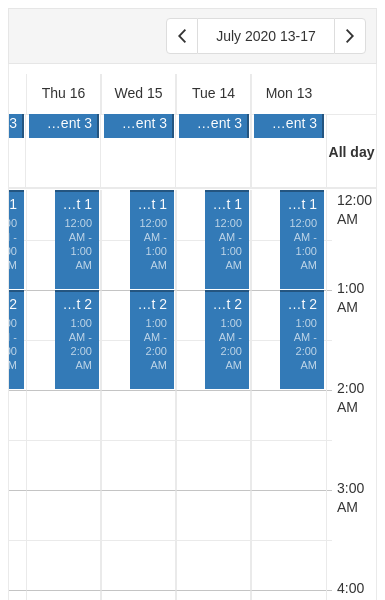 July 2020 13-17
Thu 16 Wed 15 Tue 14 Mon 13
3 …ent 3 …ent 3 …ent 3 …ent 3
All day
1 …t 1 …t 1 …t 1 …t 1 12:00
12:00 12:00 12:00 12:00 AM
AM - AM - AM - AM -
1:00 1:00 1:00 1:00
AM AM AM AM
1:00
2 …t 2 …t 2 …t 2 …t 2 AM
1:00 1:00 1:00 1:00
AM - AM - AM - AM -
2:00 2:00 2:00 2:00
AM AM AM AM
2:00
AM
3:00
AM
4:00